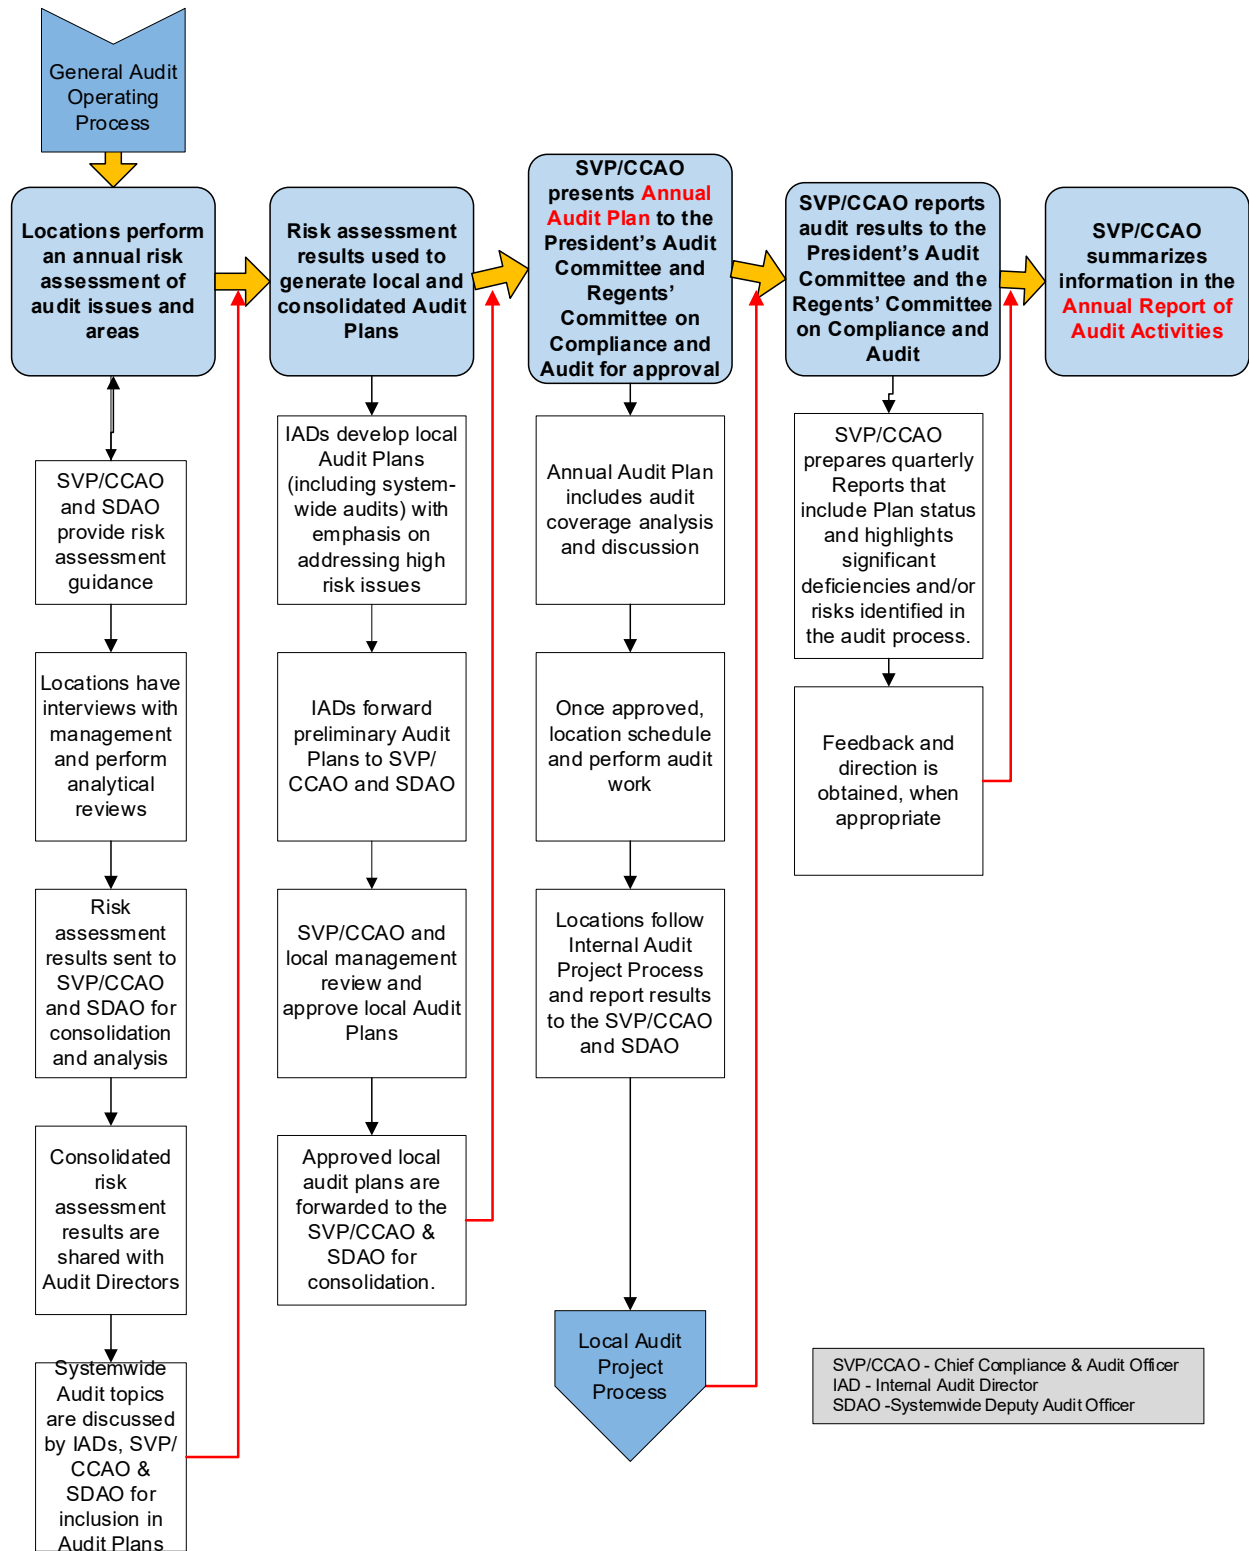 General Audit
Operating
Process
Locations perform
an annual risk
assessment of
audit issues and
areas
Risk assessment
results used to
generate local and
consolidated Audit
Plans
SVP/CCAO
presents Annual
Audit Plan to the
President’s Audit
Committee and
Regents’
Committee on
Compliance and
Audit for approval
SVP/CCAO reports
audit results to the
President’s Audit
Committee and the
Regents’ Committee
on Compliance and
Audit
SVP/CCAO
summarizes
information in the
Annual Report of
Audit Activities
SVP/CCAO
and SDAO
provide risk
assessment
guidance
Locations have
interviews with
management
and perform
analytical
reviews
Risk
assessment
results sent to
SVP/CCAO
and SDAO for
consolidation
and analysis
Consolidated
risk
assessment
results are
shared with
Audit Directors
Systemwide
Audit topics
are discussed
by IADs, SVP/
CCAO &
SDAO for
inclusion in
Audit Plans
IADs develop local
Audit Plans
(including system-
wide audits) with
emphasis on
addressing high
risk issues
IADs forward
preliminary Audit
Plans to SVP/
CCAO and SDAO
SVP/CCAO and
local management
review and
approve local Audit
Plans
Approved local
audit plans are
forwarded to the
SVP/CCAO &
SDAO for
consolidation.
Annual Audit Plan
includes audit
coverage analysis
and discussion
Once approved,
location schedule
and perform audit
work
Locations follow
Internal Audit
Project Process
and report results
to the SVP/CCAO
and SDAO
Local Audit
Project
Process
SVP/CCAO
prepares quarterly
Reports that
include Plan status
and highlights
significant
deficiencies and/or
risks identified in
the audit process.
Feedback and
direction is
obtained, when
appropriate
SVP/CCAO - Chief Compliance & Audit Officer
IAD - Internal Audit Director
SDAO -Systemwide Deputy Audit Officer